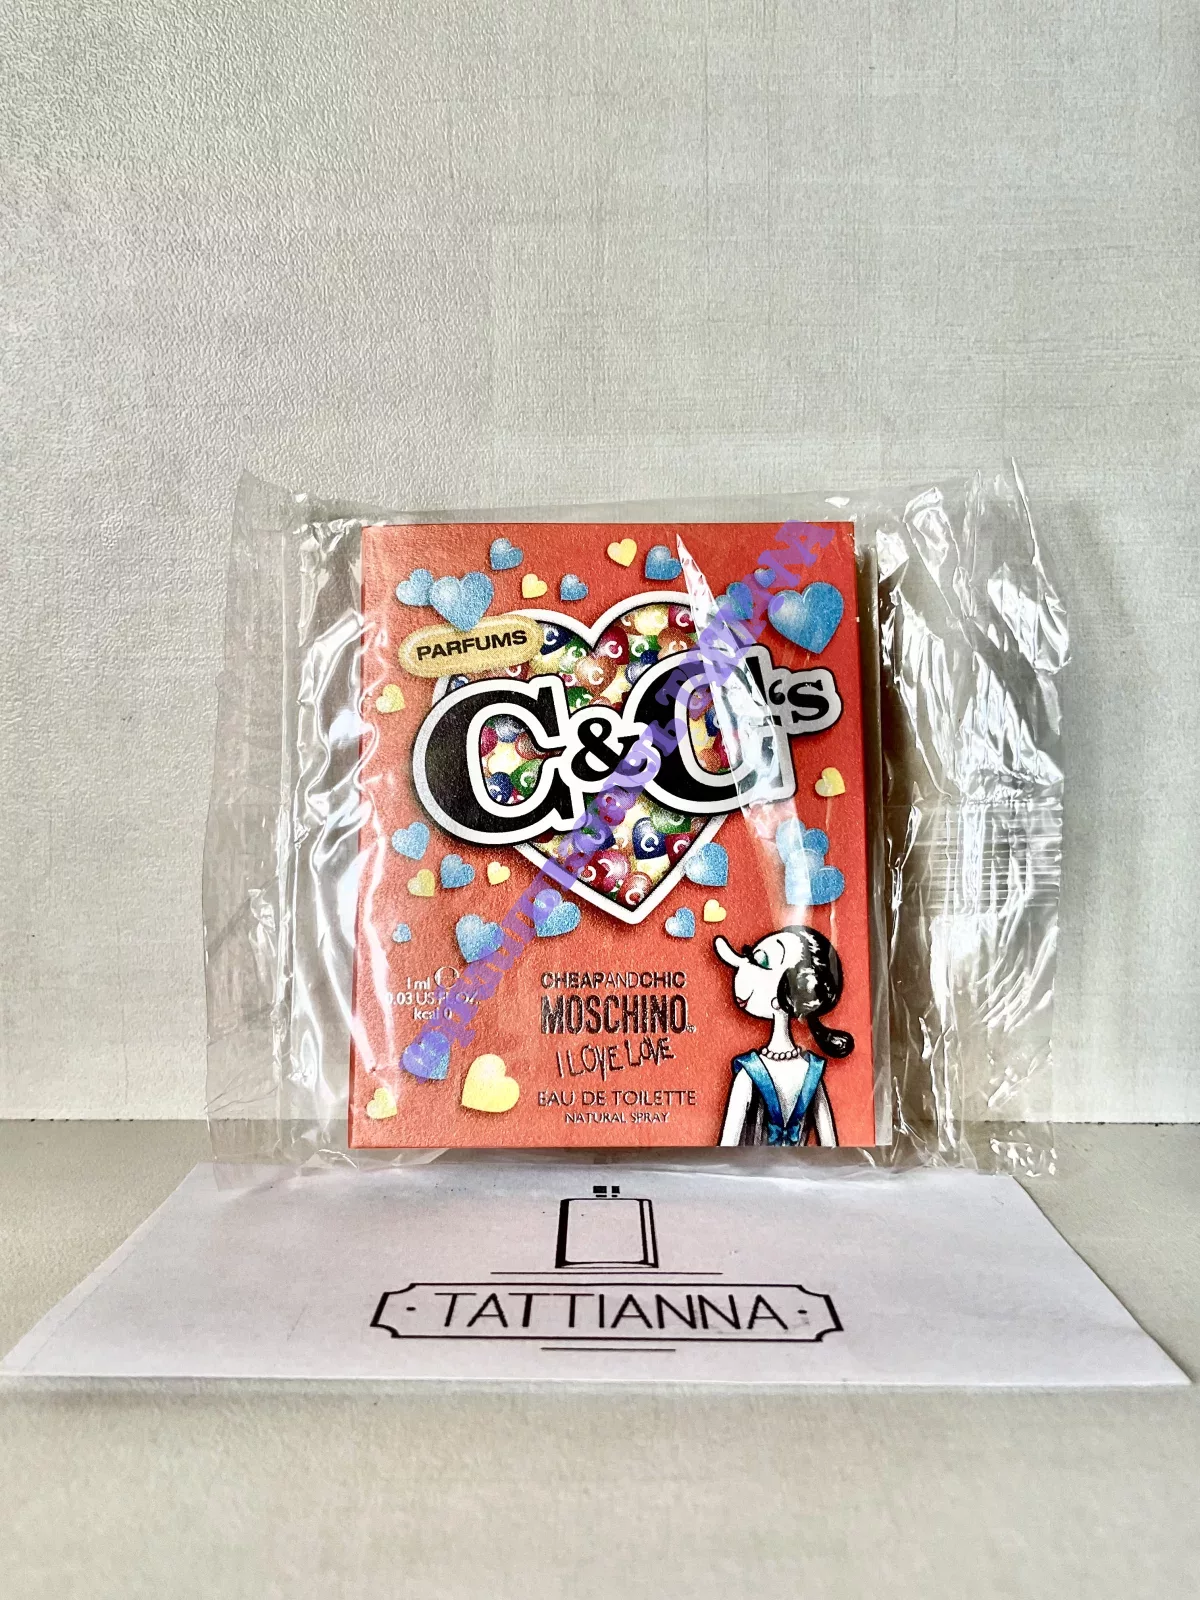 PARFUMS
C&C's
1 ml e
0.03 US FL.OZ.
kcal 0
CHEAPANDCHIC
MOSCHINO
I LOVE LOVE
EAU DE TOILETTE
NATURAL SPRAY
· TATTIANNA ·